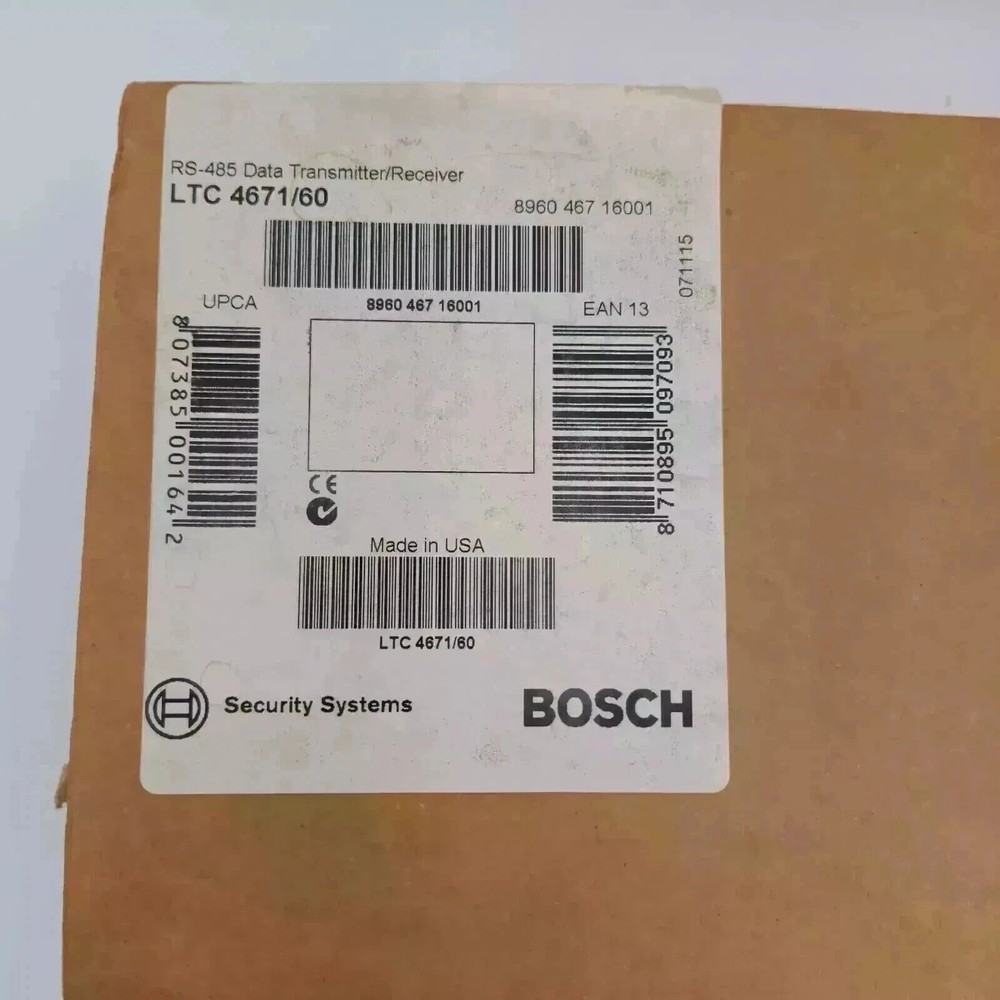 RS-485 Data Transmitter/Receiver
LTC 4671/60
8960 467 16001
071115
8960 467 16001
UPCA
8 07385 00164 2
EAN 13
8 710895 097093
CE
Made in USA
LTC 4671/60
Security Systems
BOSCH